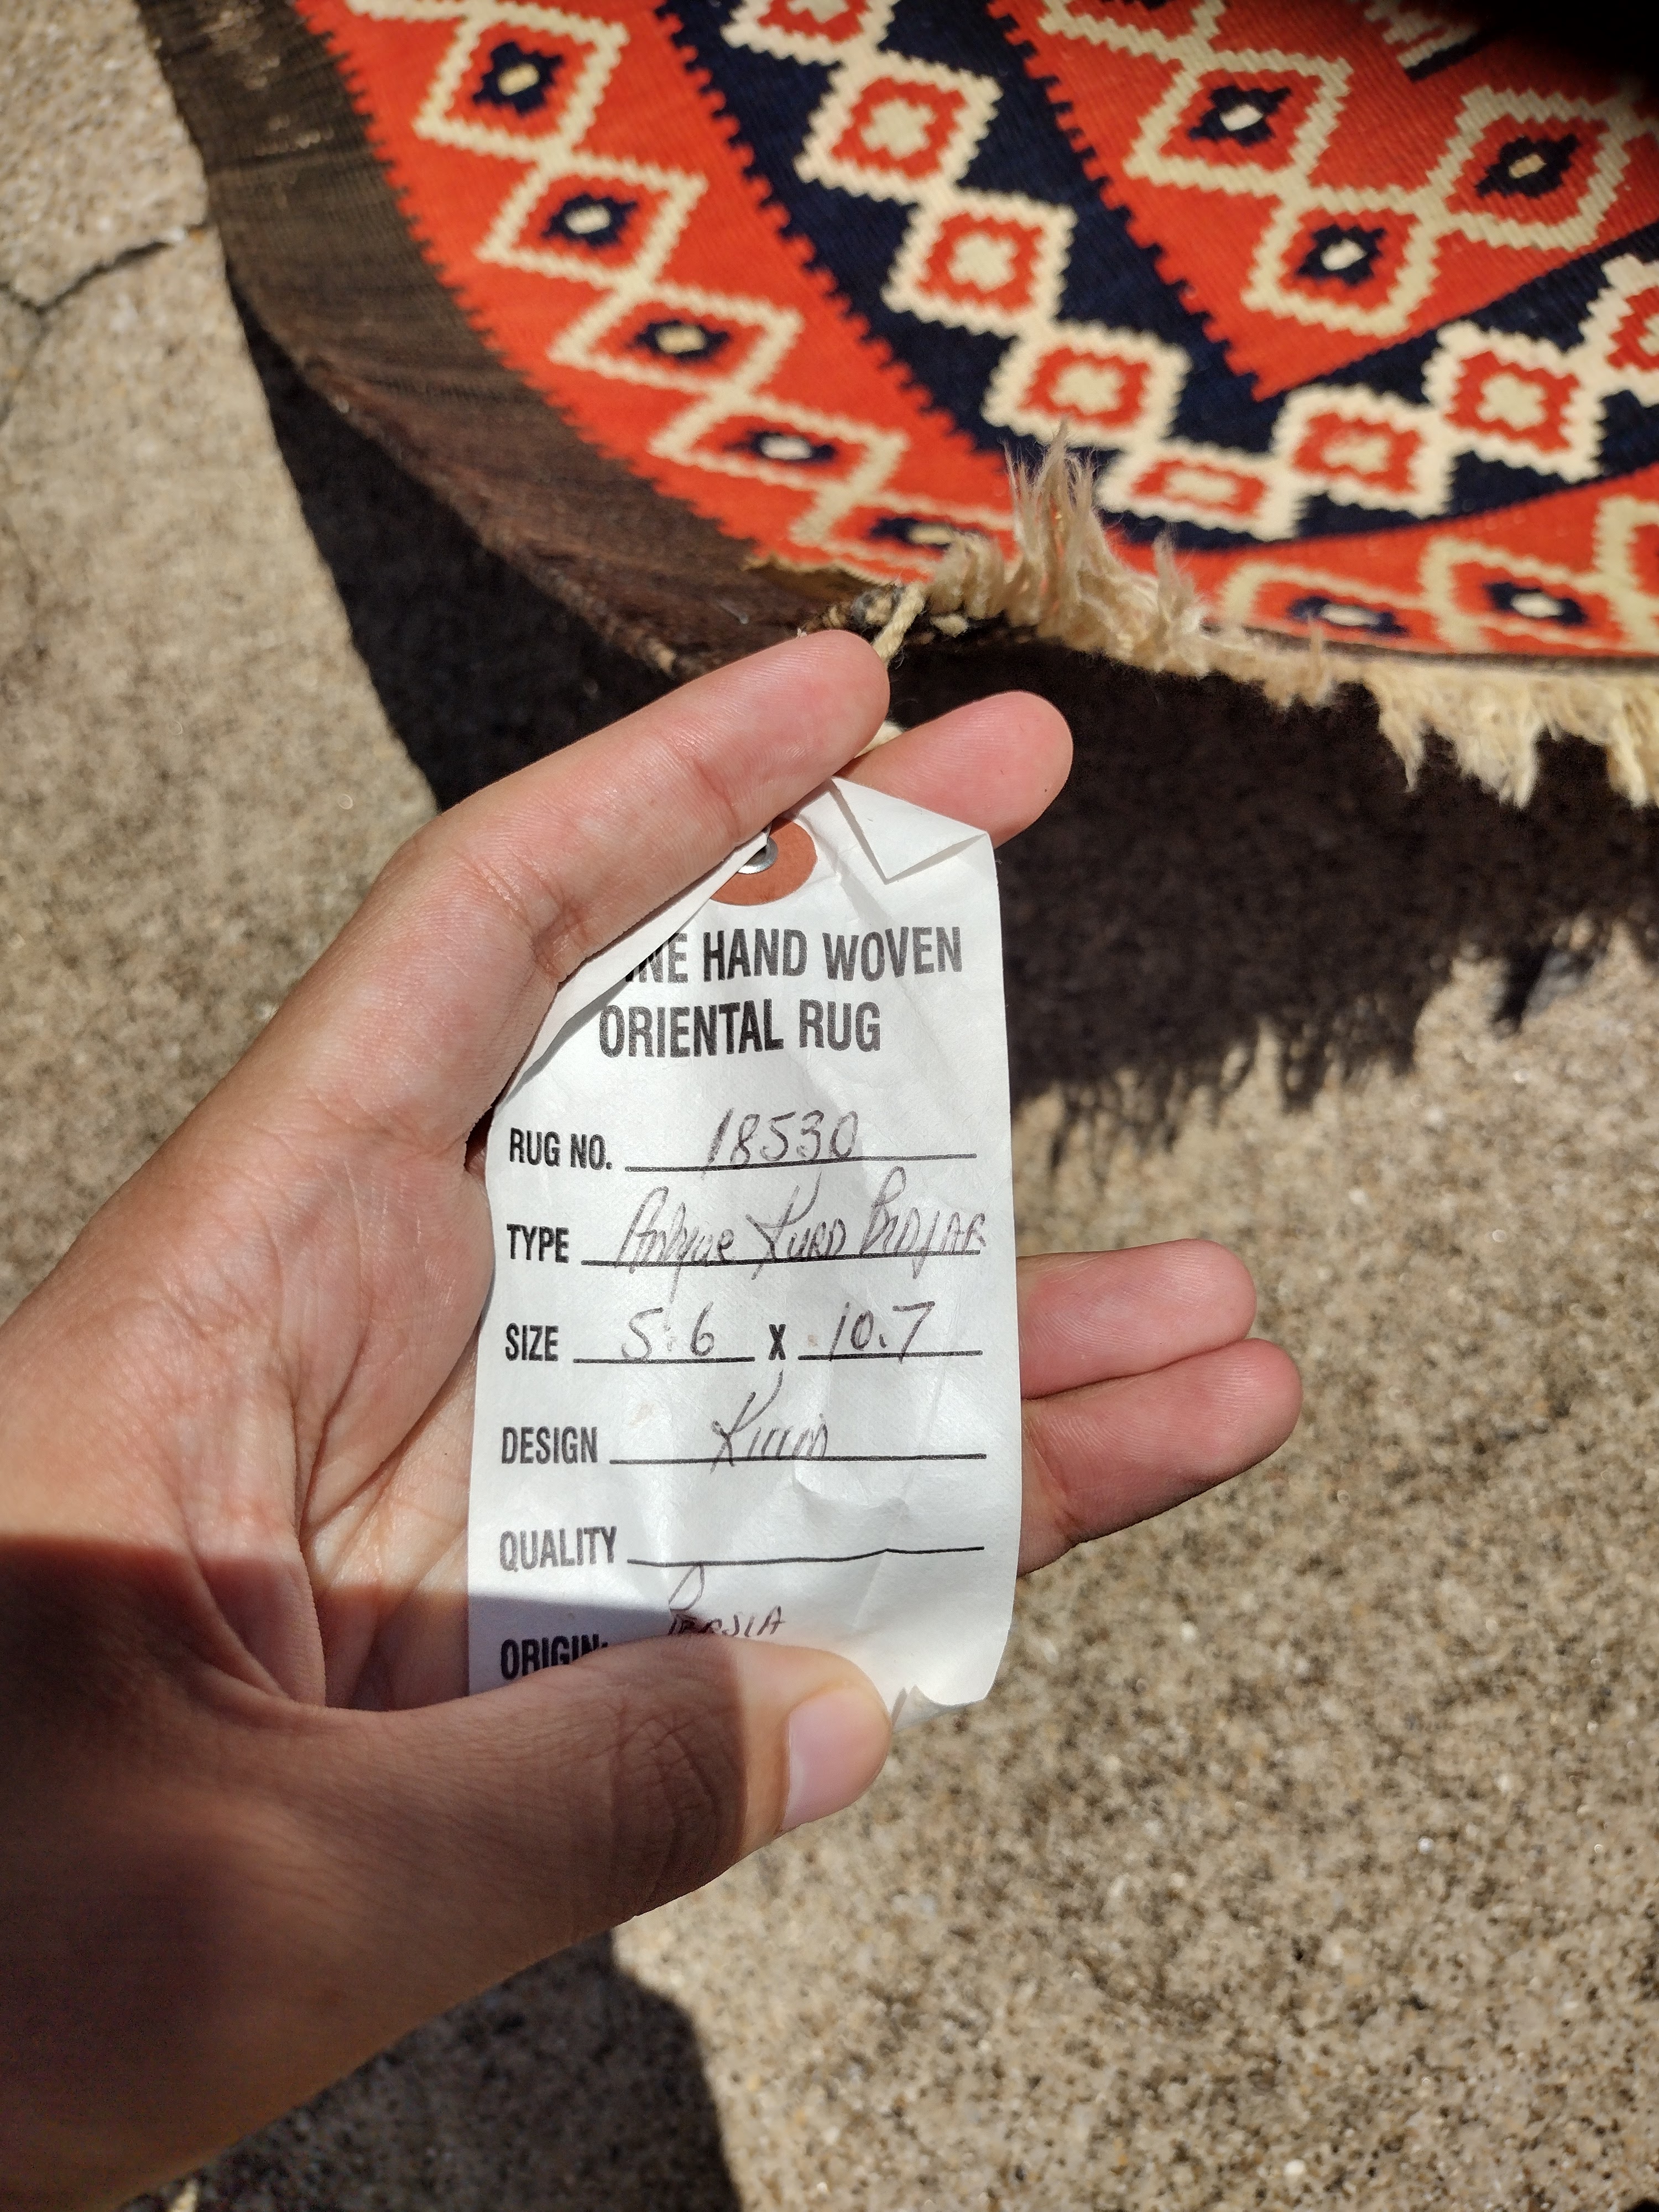 INE HAND WOVEN
ORIENTAL RUG
RUG NO. 18530
TYPE Antique KURD BIDJAR
SIZE 5.6 X 10.7
DESIGN
QUALITY
ORIGIN: PERSIA